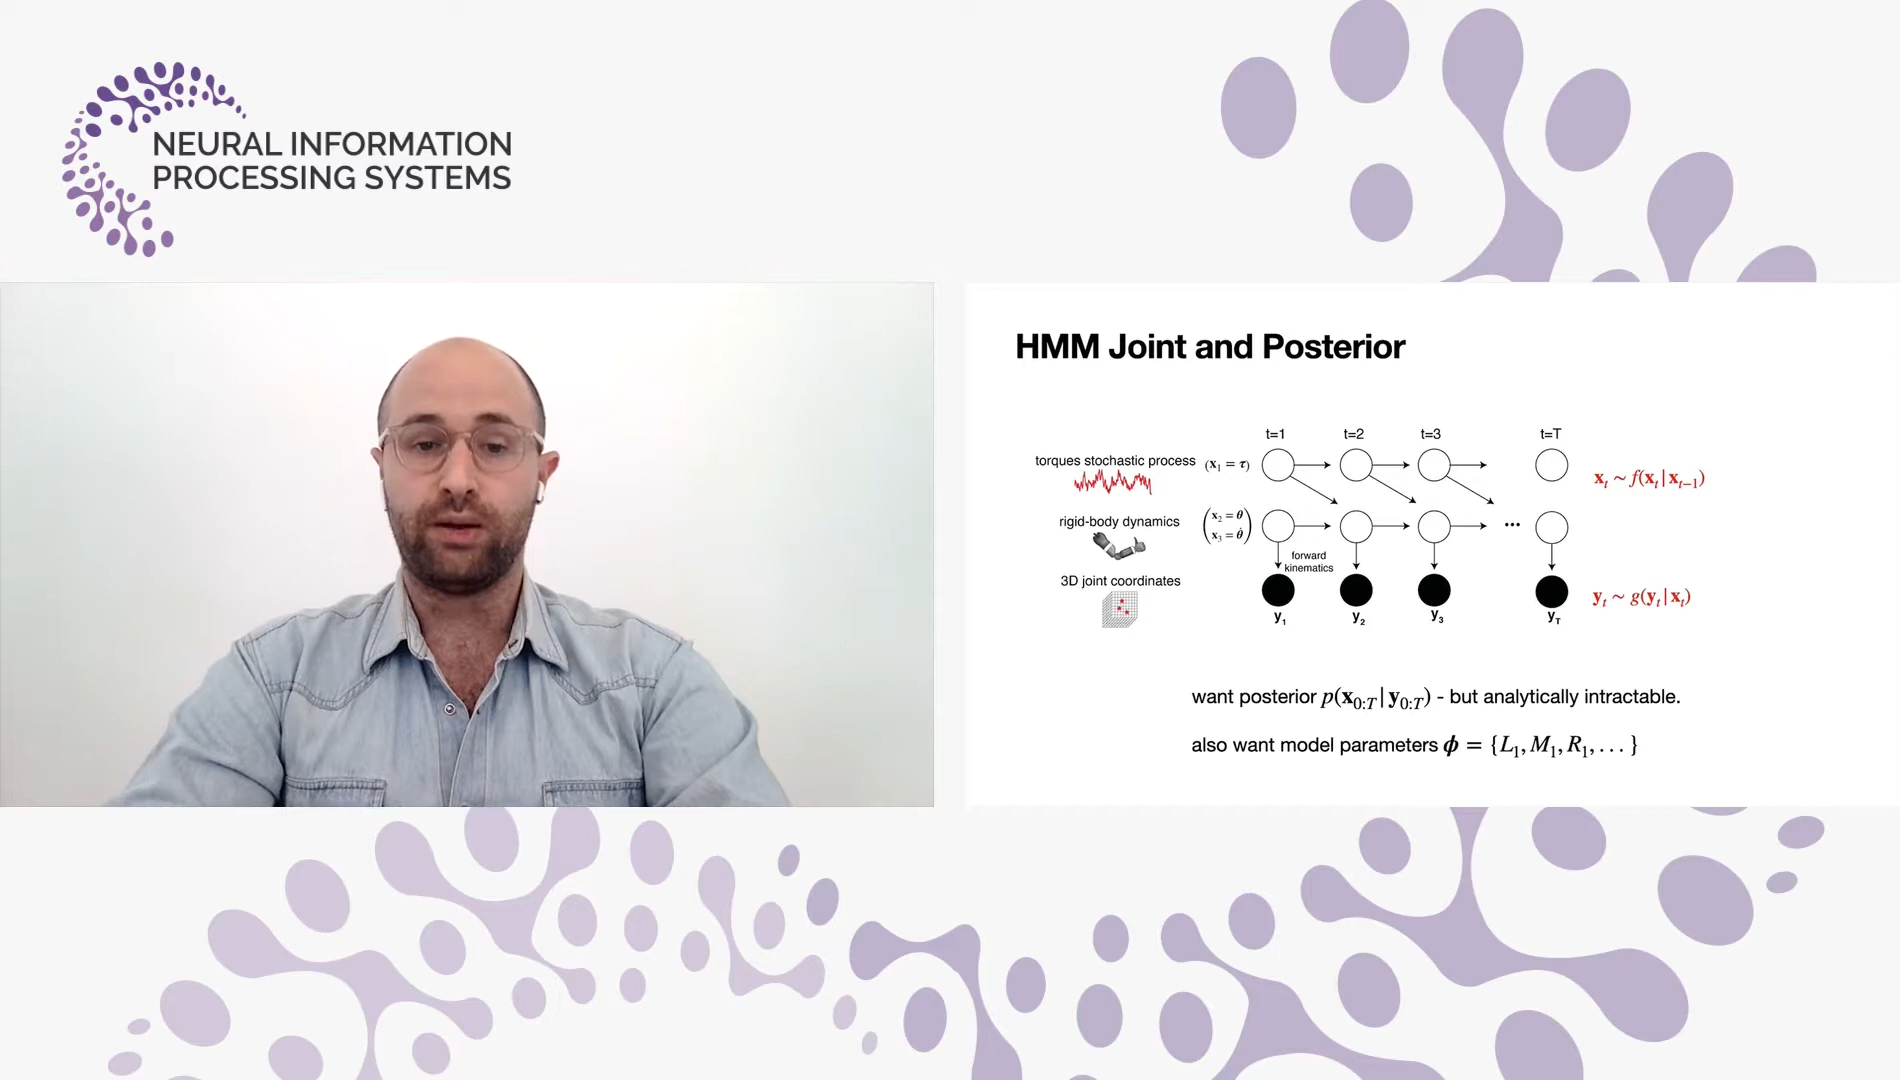 NEURAL INFORMATION
PROCESSING SYSTEMS
HMM Joint and Posterior
t=1 t=2 t=3 t=T
torques stochastic process (x₁ = τ)
xₜ ~ f(xₜ | xₜ₋₁)
rigid-body dynamics (x₂ = θ
x₃ = θ̇)
...
forward
kinematics
3D joint coordinates
yₜ ~ g(yₜ | xₜ)
y₁ y₂ y₃ y_T
want posterior p(x₀:T | y₀:T) - but analytically intractable.
also want model parameters ϕ = {L₁, M₁, R₁, . . . }